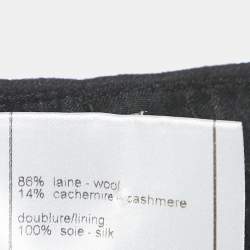 86% laine - wool
14% cachemire - cashmere
doublure/lining
100% soie - silk